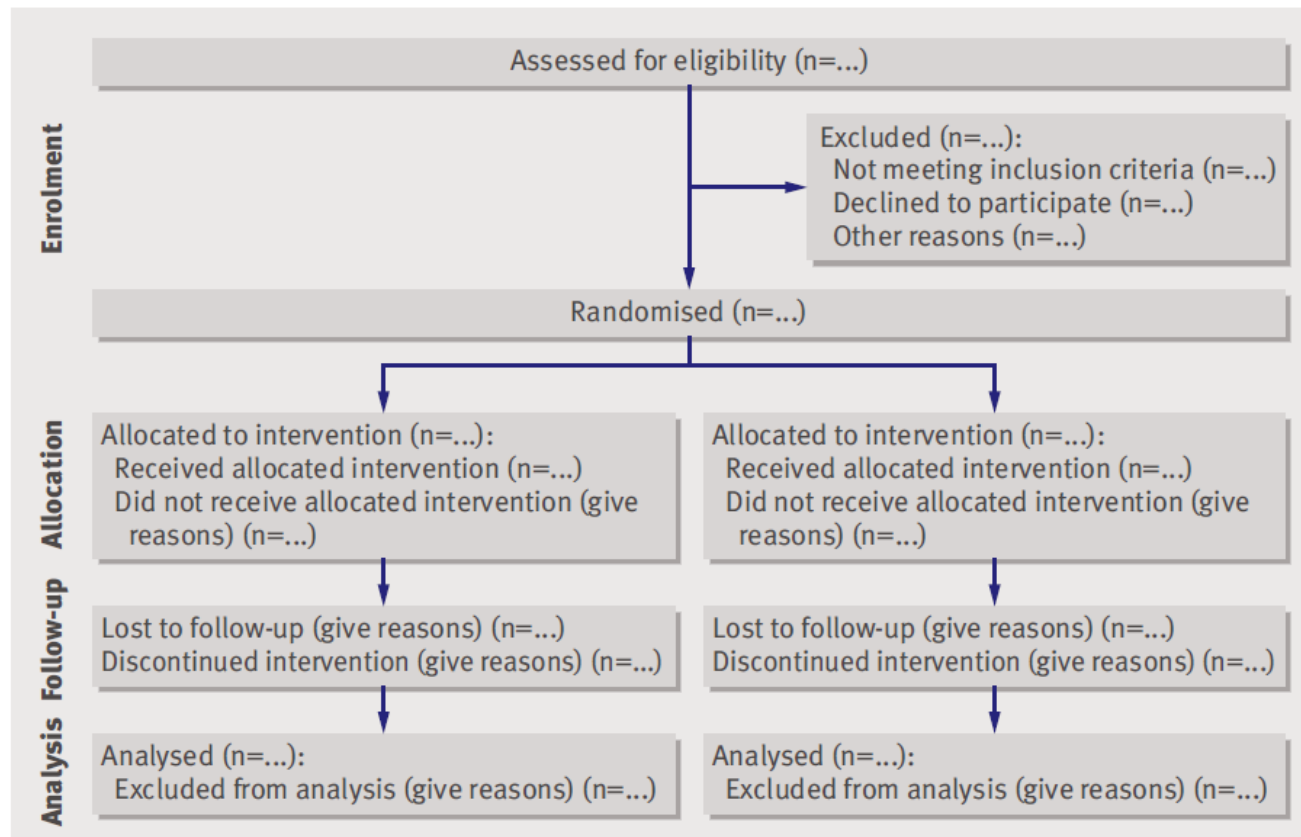 Assessed for eligibility (n=...)
Enrolment
Excluded (n=...):
Not meeting inclusion criteria (n=...)
Declined to participate (n=...)
Other reasons (n=...)
Randomised (n=...)
Allocation
Allocated to intervention (n=...):
Received allocated intervention (n=...)
Did not receive allocated intervention (give
reasons) (n=...)
Allocated to intervention (n=...):
Received allocated intervention (n=...)
Did not receive allocated intervention (give
reasons) (n=...)
Follow-up
Lost to follow-up (give reasons) (n=...)
Discontinued intervention (give reasons) (n=...)
Lost to follow-up (give reasons) (n=...)
Discontinued intervention (give reasons) (n=...)
Analysis
Analysed (n=...):
Excluded from analysis (give reasons) (n=...)
Analysed (n=...):
Excluded from analysis (give reasons) (n=...)